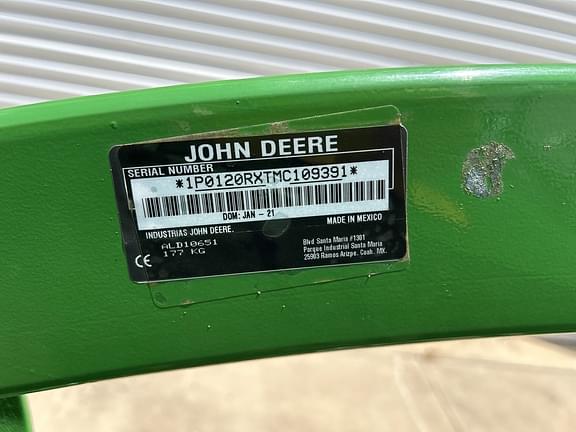 JOHN DEERE
SERIAL NUMBER
*1P0120RXTMC109391*
DOM: JAN - 21
INDUSTRIAS JOHN DEERE.
MADE IN MEXICO
ALD10651
177 KG
CE
Blvd Santa Maria #1301
Parque Industrial Santa Maria
25903 Ramos Arizpe. Coah. MX.